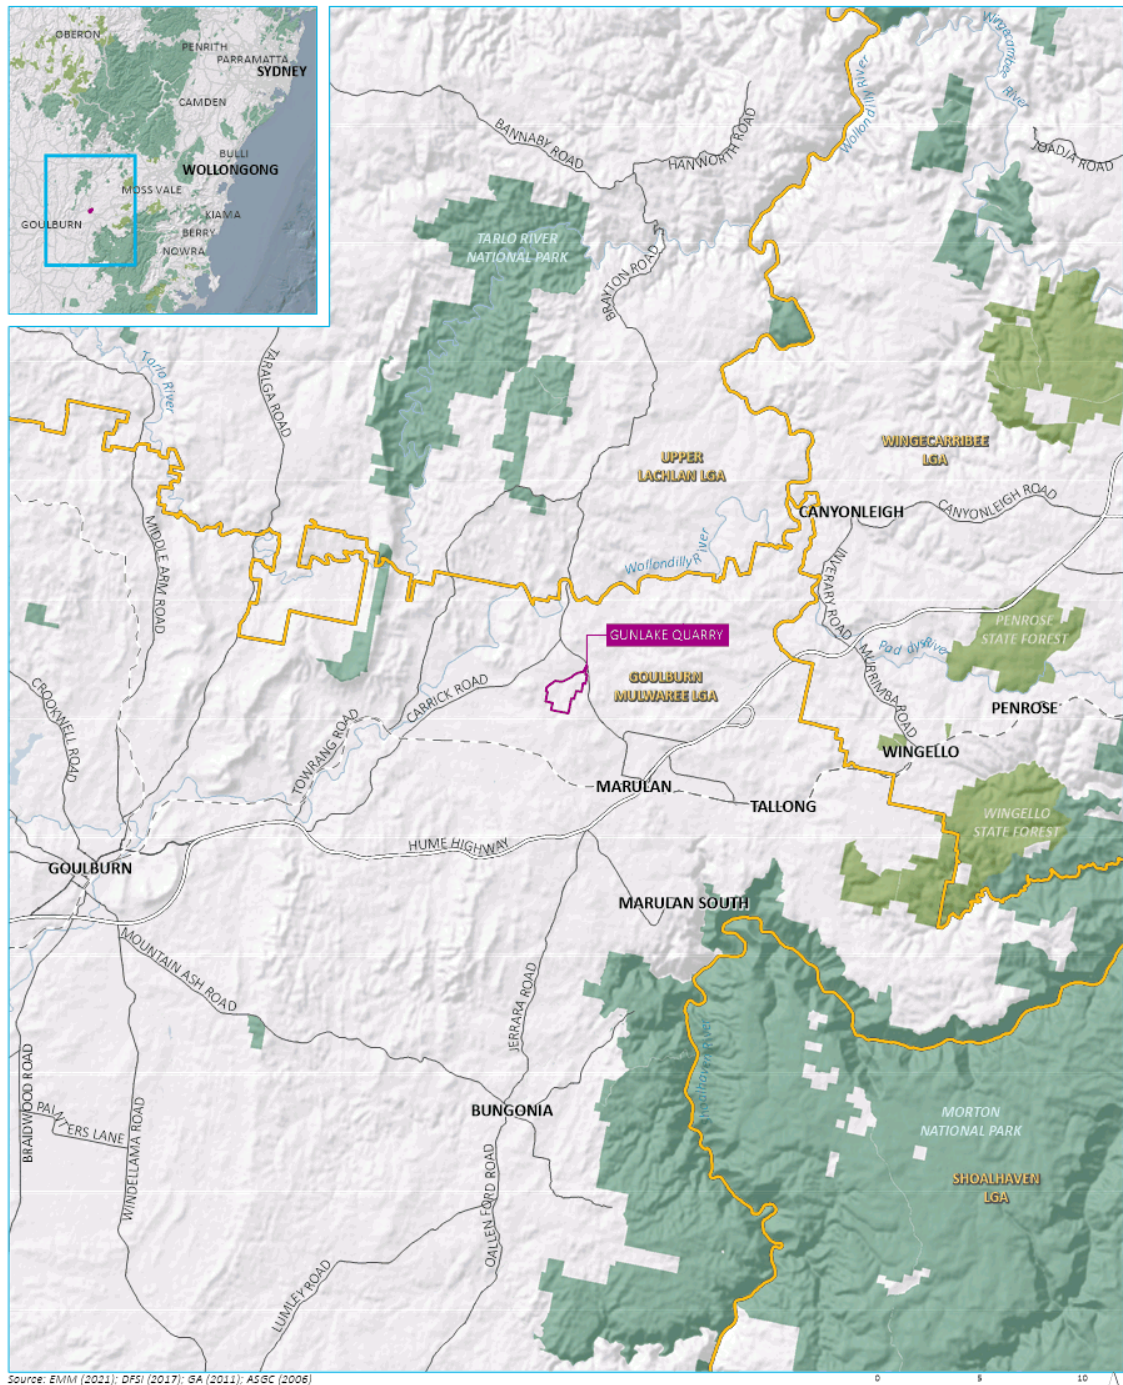 OBERON
PENRITH
PARRAMATTA
SYDNEY
CAMDEN
BULLI
WOLLONGONG
MOSS VALE
GOULBURN
KIAMA
BERRY
NOWRA
Wingecarribee River
Wollondilly River
BANNABY ROAD
HANWORTH ROAD
JOADJA ROAD
TARLO RIVER
NATIONAL PARK
BRAYTON ROAD
Tarlo River
TARALGA ROAD
UPPER
LACHLAN LGA
WINGECARRIBEE
LGA
CANYONLEIGH
CANYONLEIGH ROAD
MIDDLE ARM ROAD
Wollondilly River
INVERARY ROAD
GUNLAKE QUARRY
PENROSE
STATE FOREST
Paddys River
GOULBURN
MULWAREE LGA
CARRICK ROAD
MURRIMBA ROAD
CROOKWELL ROAD
TOWRANG ROAD
PENROSE
WINGELLO
MARULAN
TALLONG
WINGELLO
STATE FOREST
HUME HIGHWAY
GOULBURN
MARULAN SOUTH
MOUNTAIN ASH ROAD
JERRARA ROAD
Shoalhaven River
BRAIDWOOD ROAD
PAINTERS LANE
WINDELLAMA ROAD
BUNGONIA
MORTON
NATIONAL PARK
OALLEN FORD ROAD
SHOALHAVEN
LGA
LUMLEY ROAD
Source: EMM (2021); DFSI (2017); GA (2011); ASGC (2006)
0 5 10